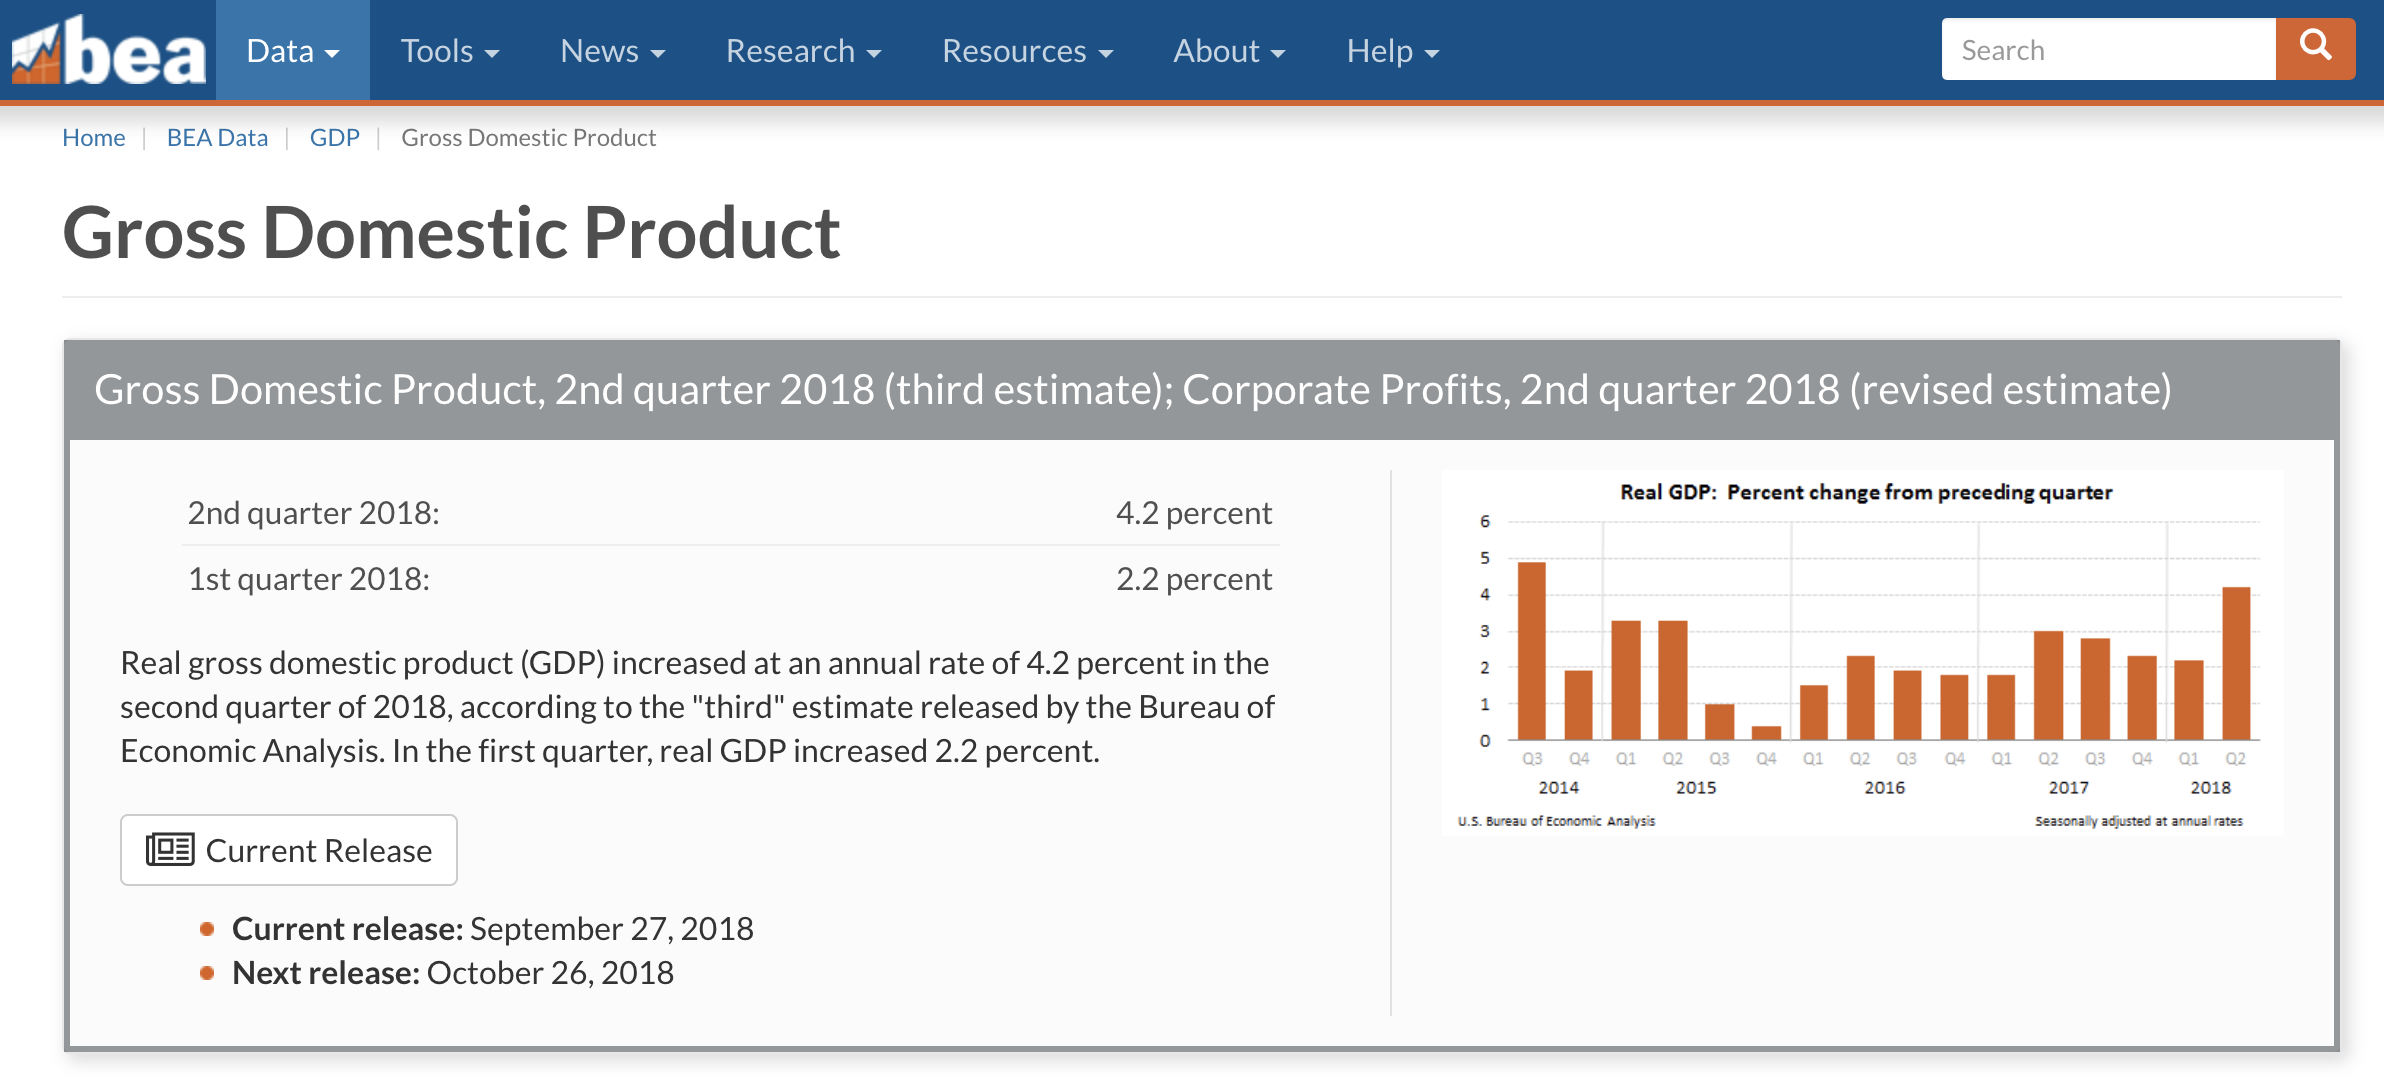 bea
Data Tools News Research Resources About Help Search
Home | BEA Data | GDP | Gross Domestic Product
Gross Domestic Product
Gross Domestic Product, 2nd quarter 2018 (third estimate); Corporate Profits, 2nd quarter 2018 (revised estimate)
2nd quarter 2018: 4.2 percent
1st quarter 2018: 2.2 percent
Real gross domestic product (GDP) increased at an annual rate of 4.2 percent in the
second quarter of 2018, according to the "third" estimate released by the Bureau of
Economic Analysis. In the first quarter, real GDP increased 2.2 percent.
Current Release
Current release: September 27, 2018
Next release: October 26, 2018
Real GDP: Percent change from preceding quarter
6
5
4
3
2
1
0
Q3 Q4 Q1 Q2 Q3 Q4 Q1 Q2 Q3 Q4 Q1 Q2 Q3 Q4 Q1 Q2
2014 2015 2016 2017 2018
U.S. Bureau of Economic Analysis Seasonally adjusted at annual rates